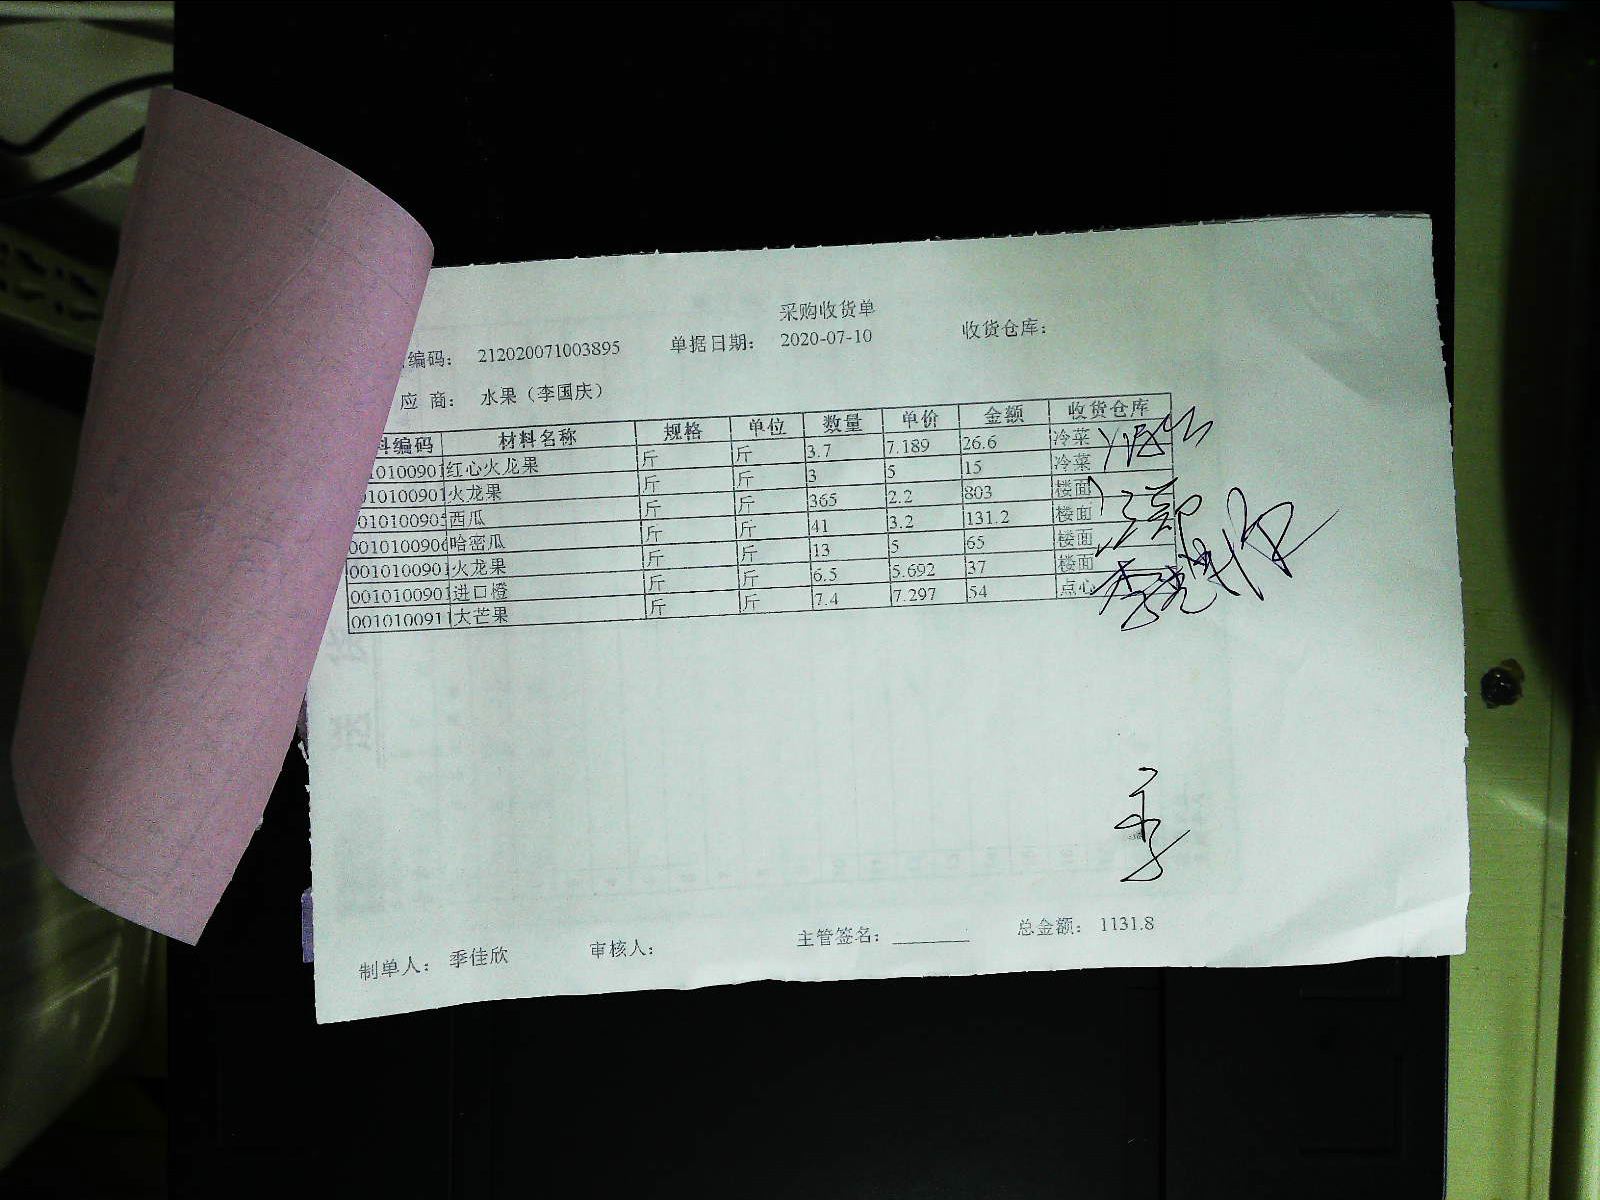 采购收货单
编码: 212020071003895 单据日期: 2020-07-10 收货仓库:
应 商: 水果（李国庆）
料编码 材料名称 规格 单位 数量 单价 金额 收货仓库
010100901 红心火龙果 斤 斤 3.7 7.189 26.6 冷菜
010100901 火龙果 斤 斤 3 5 15 冷菜
010100905 西瓜 斤 斤 365 2.2 803 楼面
0010100906 哈密瓜 斤 斤 41 3.2 131.2 楼面
0010100901 火龙果 斤 斤 13 5 65 楼面
0010100901 进口橙 斤 斤 6.5 5.692 37 楼面
0010100911 大芒果 斤 斤 7.4 7.297 54 点心
制单人: 季佳欣 审核人: 主管签名: 总金额: 1131.8